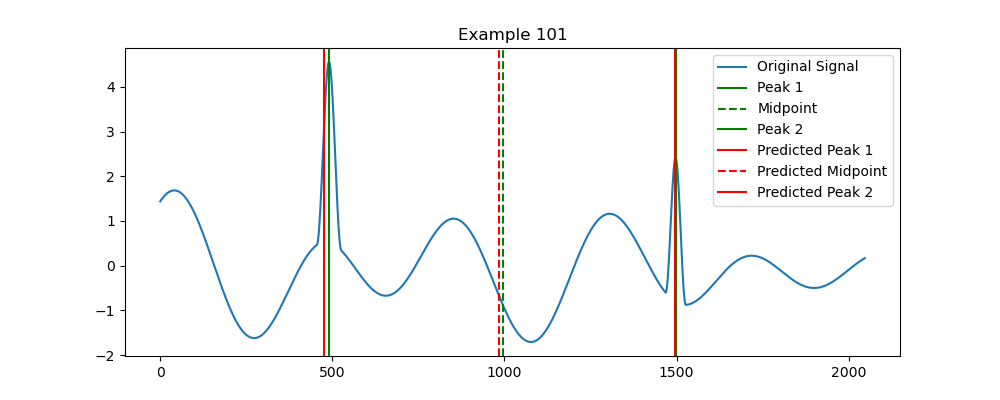 Example 101
Original Signal
Peak 1
Midpoint
Peak 2
Predicted Peak 1
Predicted Midpoint
Predicted Peak 2
4
3
2
1
0
−1
−2
0 500 1000 1500 2000